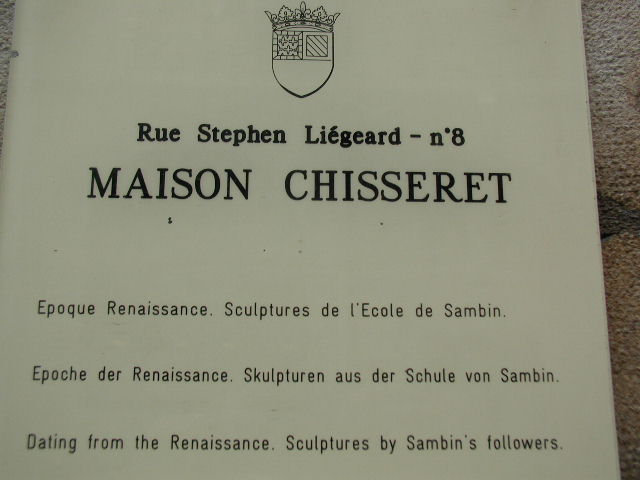 Rue Stephen Liégeard - n°8
MAISON CHISSERET
Epoque Renaissance. Sculptures de l'Ecole de Sambin.
Epoche der Renaissance. Skulpturen aus der Schule von Sambin.
Dating from the Renaissance. Sculptures by Sambin's followers.